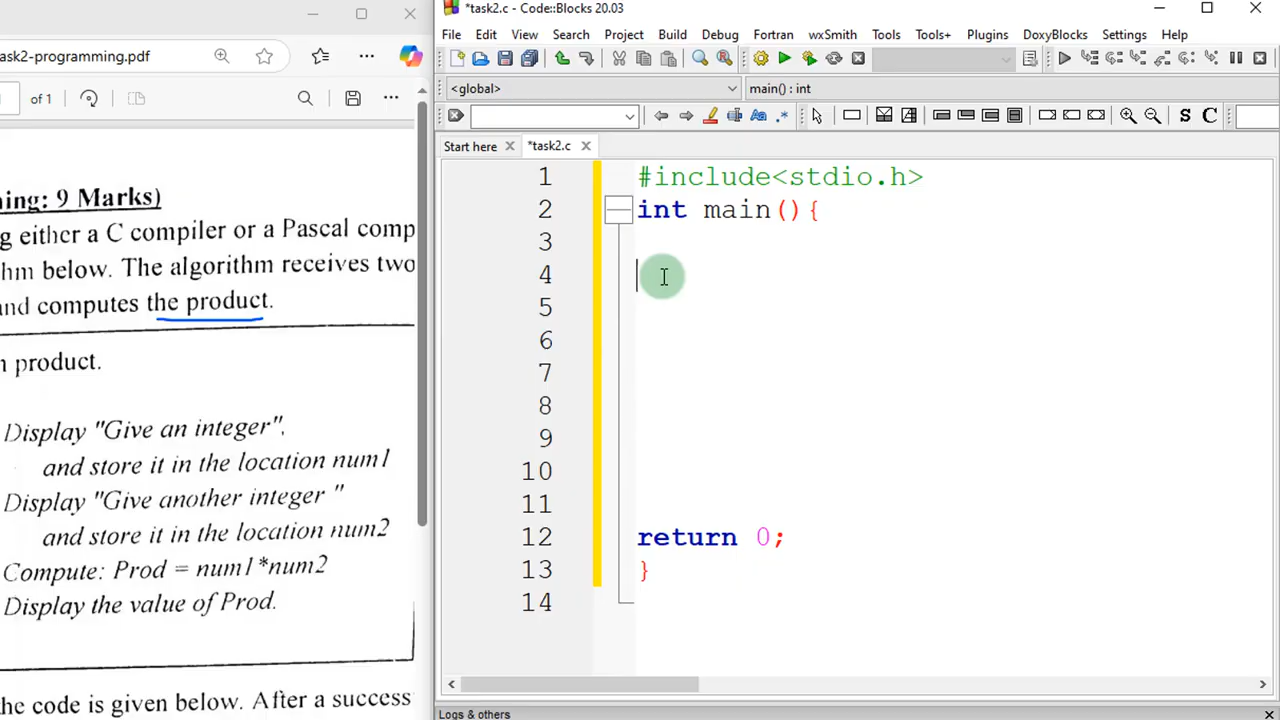 ask2-programming.pdf
of 1
ning: 9 Marks)
g either a C compiler or a Pascal comp
hm below. The algorithm receives two
and computes the product.
n product.
Display "Give an integer",
and store it in the location num1
Display "Give another integer "
and store it in the location num2
Compute: Prod = num1*num2
Display the value of Prod.
the code is given below. After a success
*task2.c - Code::Blocks 20.03
File Edit View Search Project Build Debug Fortran wxSmith Tools Tools+ Plugins DoxyBlocks Settings Help
<global> main() : int
S C
Start here *task2.c
1 #include<stdio.h>
2 int main(){
3
4
5
6
7
8
9
10
11
12 return 0;
13 }
14
Logs & others